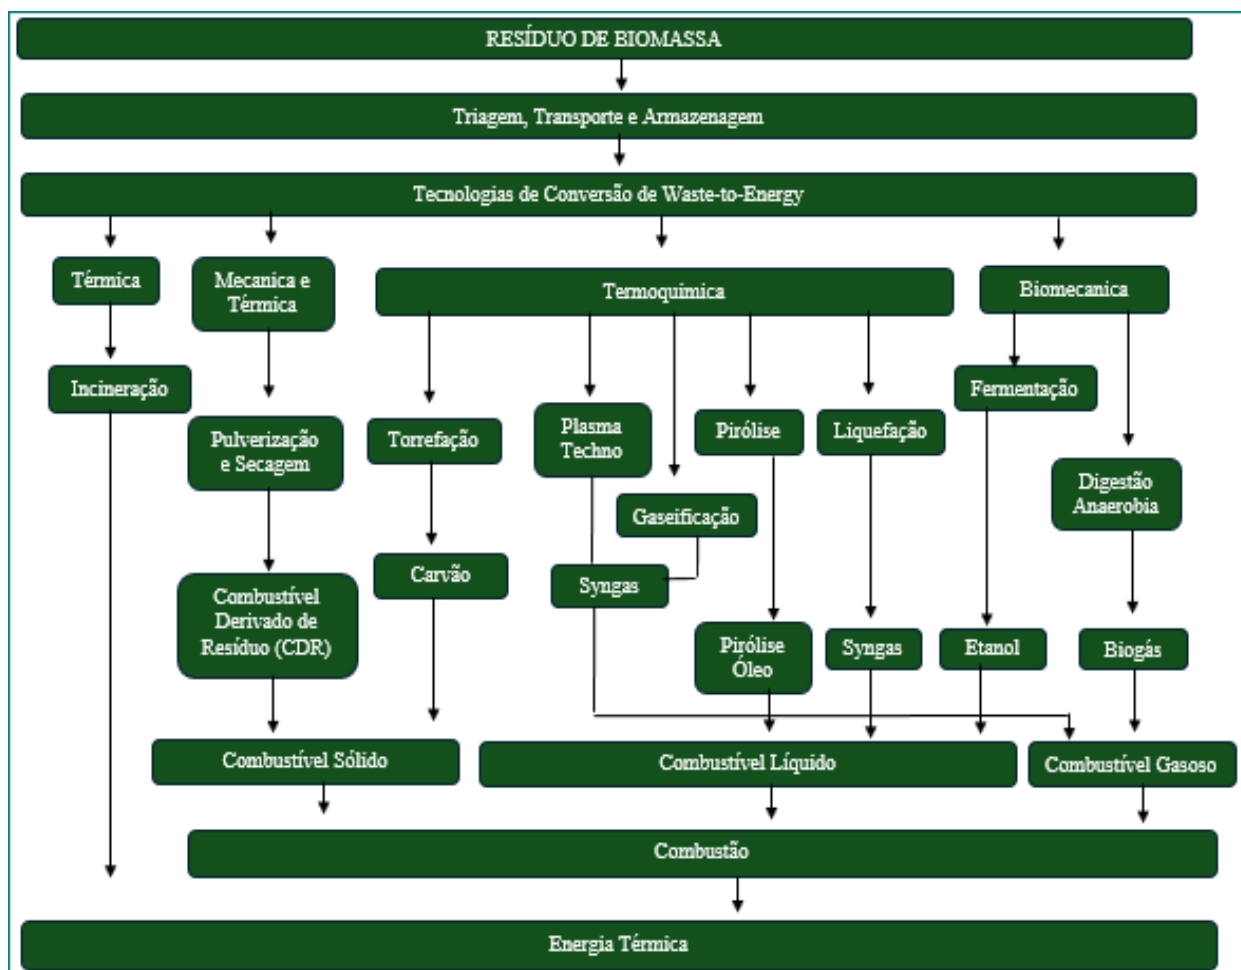 RESÍDUO DE BIOMASSA
Triagem, Transporte e Armazenagem
Tecnologias de Conversão de Waste-to-Energy
Térmica
Mecanica e
Térmica
Termoquimica
Biomecanica
Incineração
Fermentação
Pulverização
e Secagem
Torrefação
Plasma
Techno
Pirólise
Liquefação
Digestão
Anaerobia
Gaseificação
Combustível
Derivado de
Resíduo (CDR)
Carvão
Syngas
Pirólise
Óleo
Syngas
Etanol
Biogás
Combustível Sólido
Combustível Líquido
Combustível Gasoso
Combustão
Energia Térmica